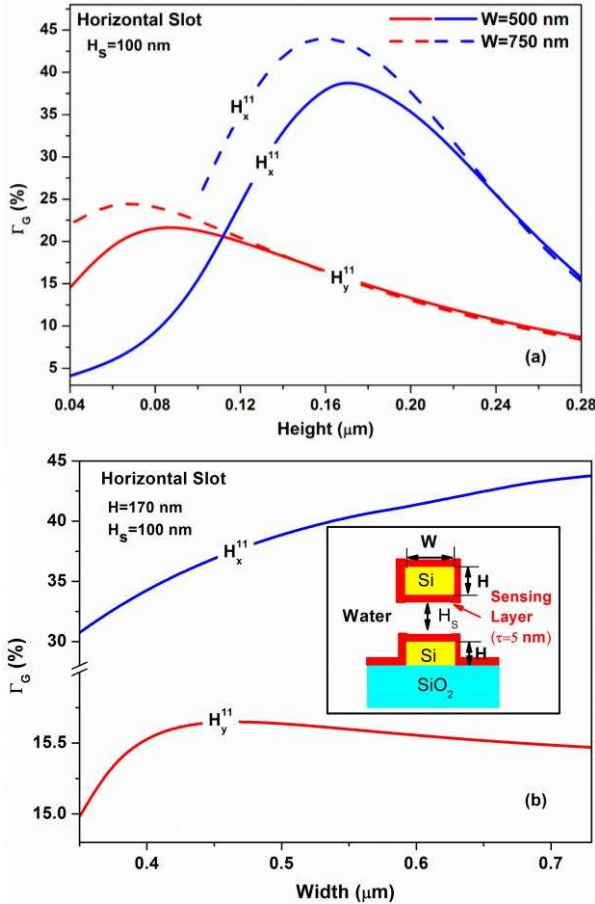 Horizontal Slot
H_s=100 nm
W=500 nm
W=750 nm
H_x^11
H_x^11
H_y^11
(a)
Γ_G (%)
45
40
35
30
25
20
15
10
5
0.04 0.08 0.12 0.16 0.20 0.24 0.28
Height (μm)
Horizontal Slot
H=170 nm
H_s=100 nm
H_x^11
H_y^11
W
Si
H
Sensing
Layer
(τ=5 nm)
Water
H_S
Si
H
SiO_2
(b)
Γ_G (%)
45
40
35
30
15.5
15.0
0.4 0.5 0.6 0.7
Width (μm)